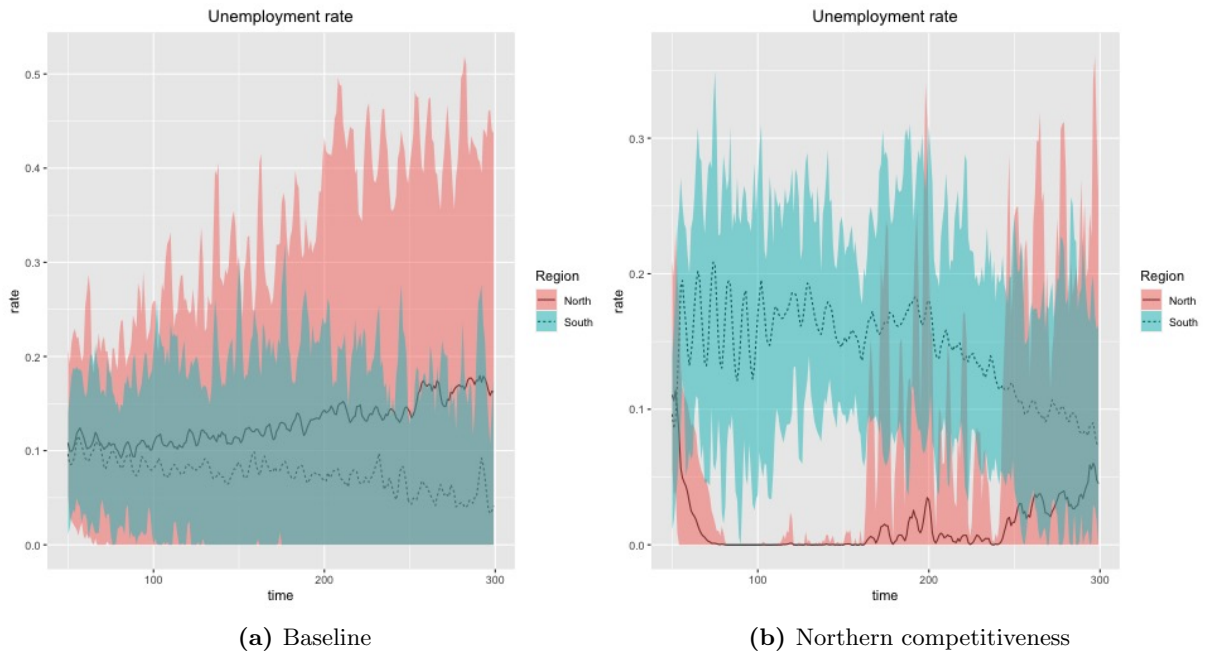 Unemployment rate
0.5
0.4
0.3
0.2
0.1
0.0
rate
100
200
300
time
Region
North
South
(a) Baseline
Unemployment rate
0.3
0.2
0.1
0.0
rate
100
200
300
time
Region
North
South
(b) Northern competitiveness